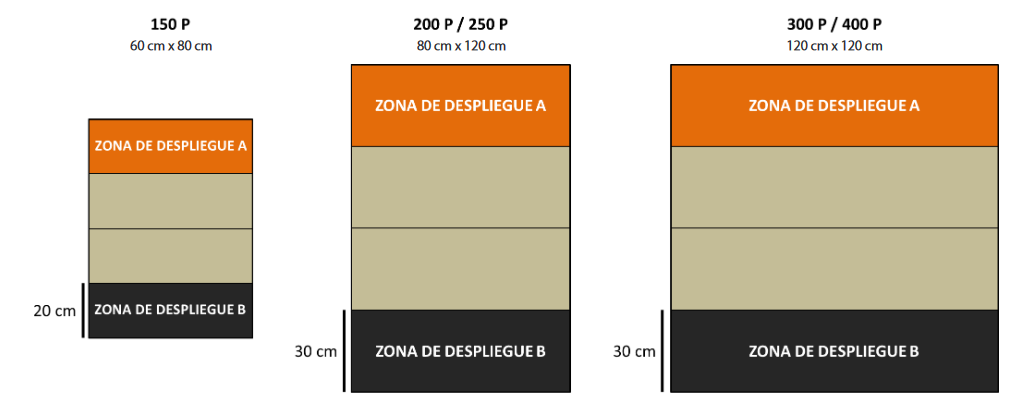 150 P
60 cm x 80 cm
ZONA DE DESPLIEGUE A
20 cm
ZONA DE DESPLIEGUE B
200 P / 250 P
80 cm x 120 cm
ZONA DE DESPLIEGUE A
30 cm
ZONA DE DESPLIEGUE B
300 P / 400 P
120 cm x 120 cm
ZONA DE DESPLIEGUE A
30 cm
ZONA DE DESPLIEGUE B